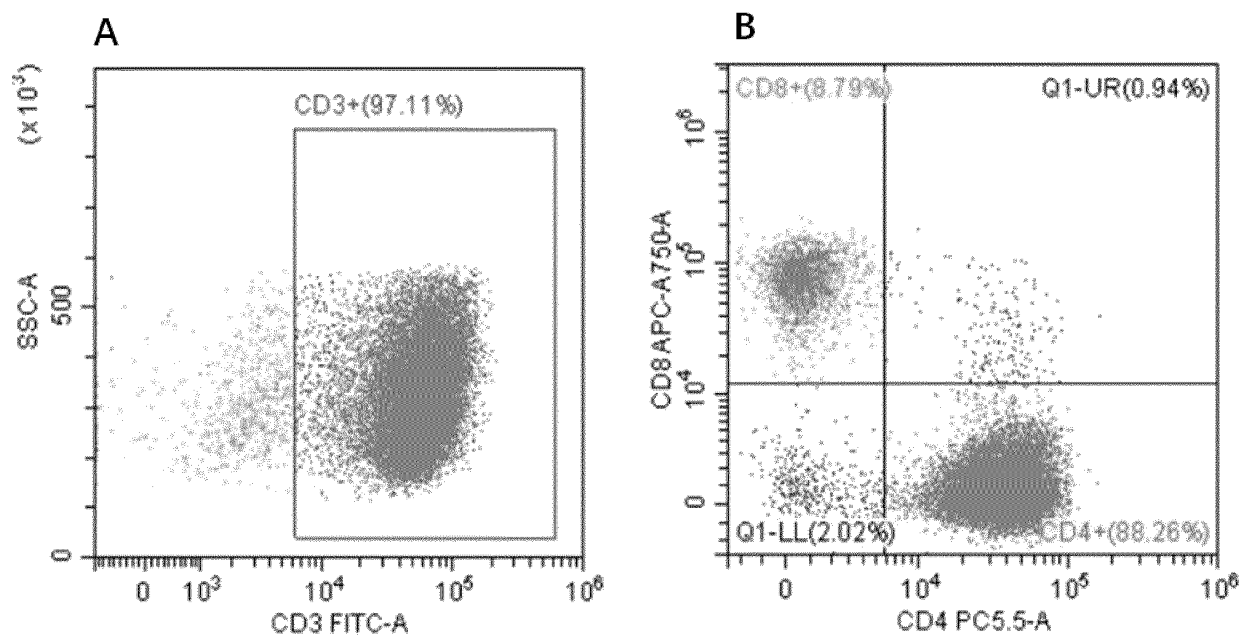 A
(x10³)
SSC-A
500
0
CD3+(97.11%)
0 10³ 10⁴ 10⁵ 10⁶
CD3 FITC-A
B
CD8+(8.79%) Q1-UR(0.94%)
CD8 APC-A750-A
10⁶
10⁵
10⁴
0
Q1-LL(2.02%) CD4+(88.26%)
0 10⁴ 10⁵ 10⁶
CD4 PC5.5-A